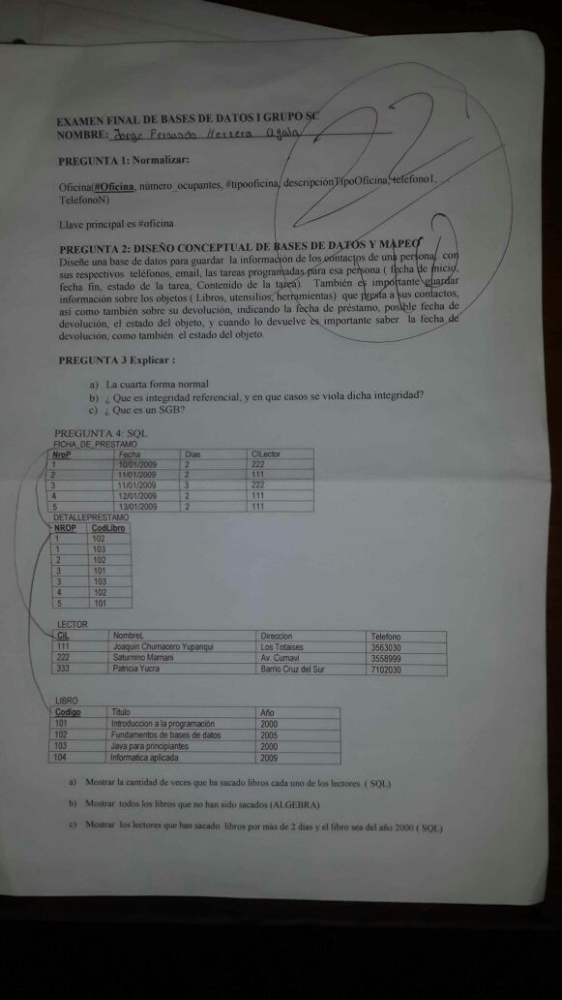 EXAMEN FINAL DE BASES DE DATOS I GRUPO SC
NOMBRE: Jorge Fernando Herrera Agala
PREGUNTA 1: Normalizar:
Oficina(#Oficina, número_ocupantes, #tipooficina, descripciónTipoOficina, telefono1, ...
TelefonoN)
Llave principal es #oficina
PREGUNTA 2: DISEÑO CONCEPTUAL DE BASES DE DATOS Y MAPEO
Diseñe una base de datos para guardar la información de los contactos de una persona, con
sus respectivos teléfonos, email, las tareas programadas para esa persona ( fecha de inicio,
fecha fin, estado de la tarea, Contenido de la tarea). También es importante guardar
información sobre los objetos ( Libros, utensilios, herramientas) que presta a sus contactos,
así como también sobre su devolución, indicando la fecha de préstamo, posible fecha de
devolución, el estado del objeto, y cuando lo devuelve es importante saber la fecha de
devolución, como también el estado del objeto.
PREGUNTA 3 Explicar :
a) La cuarta forma normal
b) ¿ Que es integridad referencial, y en que casos se viola dicha integridad?
c) ¿ Que es un SGB?
PREGUNTA 4: SQL
FICHA_DE_PRESTAMO
NroP Fecha Dias CILector
1 10/01/2009 2 222
2 11/01/2009 2 111
3 11/01/2009 3 222
4 12/01/2009 2 111
5 13/01/2009 2 111
DETALLEPRESTAMO
NROP CodLibro
1 102
1 103
2 102
3 101
3 103
4 102
5 101
LECTOR
CIL NombreL Direccion Telefono
111 Joaquin Chumacero Yupanqui Los Totaises 3563030
222 Saturnino Mamani Av. Cumavi 3558999
333 Patricia Yucra Barrio Cruz del Sur 7102030
LIBRO
Codigo Titulo Año
101 Introduccion a la programación 2000
102 Fundamentos de bases de datos 2005
103 Java para principiantes 2000
104 Informatica aplicada 2009
a) Mostrar la cantidad de veces que ha sacado libros cada uno de los lectores. ( SQL)
b) Mostrar todos los libros que no han sido sacados (ALGEBRA)
c) Mostrar los lectores que han sacado libros por más de 2 dias y el libro sea del año 2000 ( SQL)